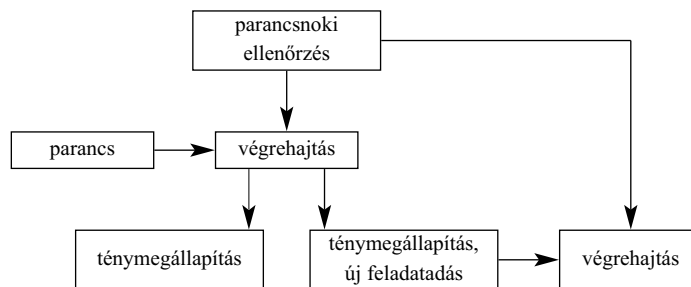 parancsnoki
ellenőrzés
parancs
végrehajtás
ténymegállapítás
ténymegállapítás,
új feladatadás
végrehajtás